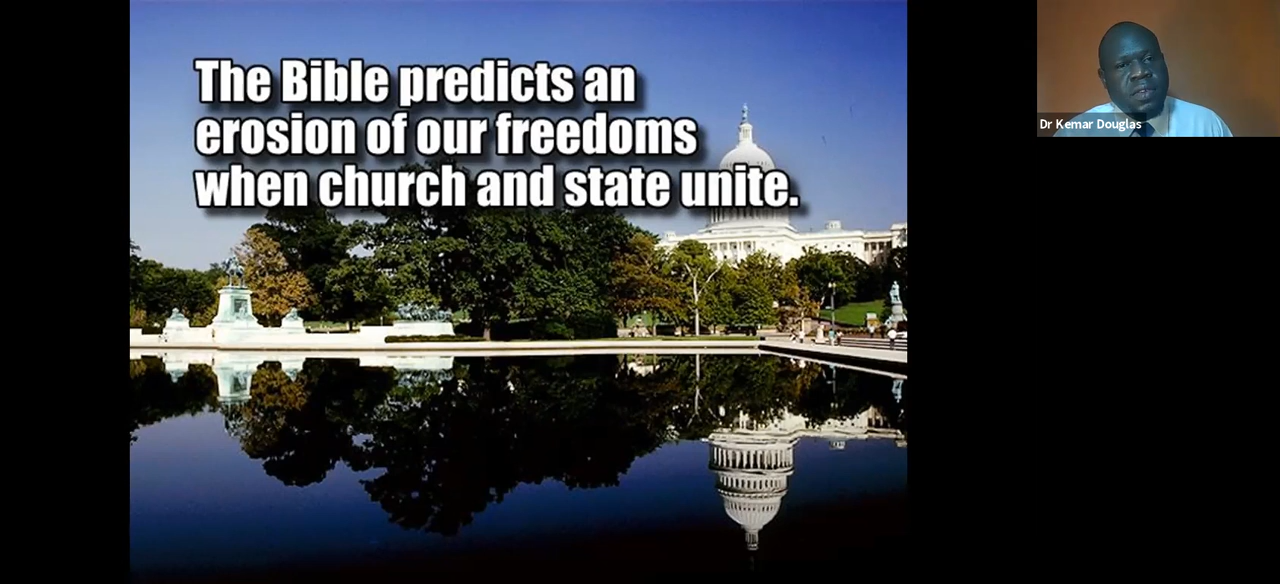 The Bible predicts an
erosion of our freedoms
when church and state unite.
Dr Kemar Douglas